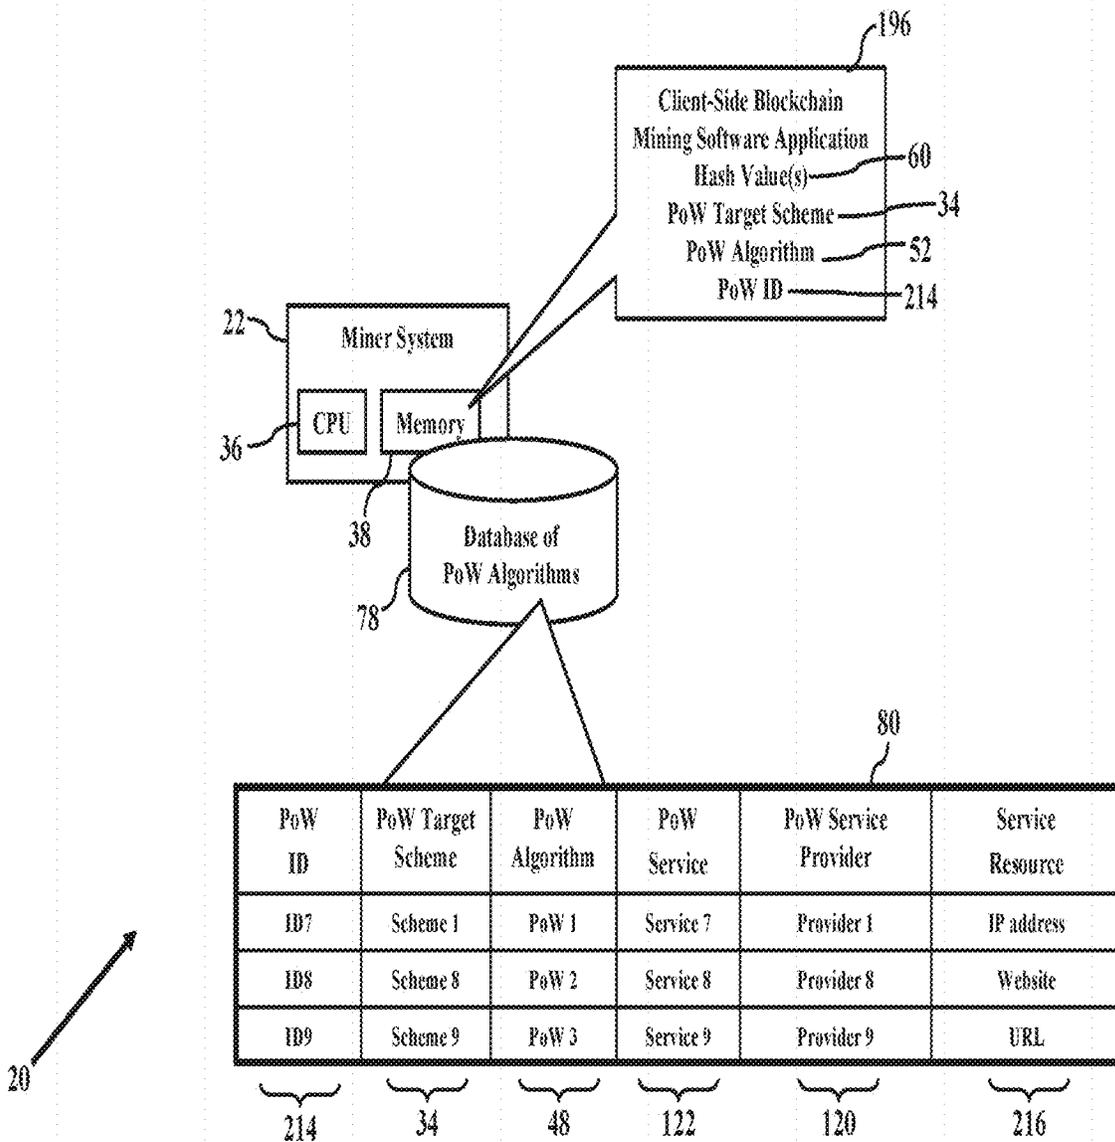 196
Client-Side Blockchain
Mining Software Application
Hash Value(s) 60
PoW Target Scheme 34
PoW Algorithm 52
PoW ID 214
22
Miner System
CPU Memory
36
38
Database of
PoW Algorithms
78
80
PoW ID PoW Target Scheme PoW Algorithm PoW Service PoW Service Provider Service Resource
ID7 Scheme 1 PoW 1 Service 7 Provider 1 IP address
ID8 Scheme 8 PoW 2 Service 8 Provider 8 Website
ID9 Scheme 9 PoW 3 Service 9 Provider 9 URL
20
214 34 48 122 120 216